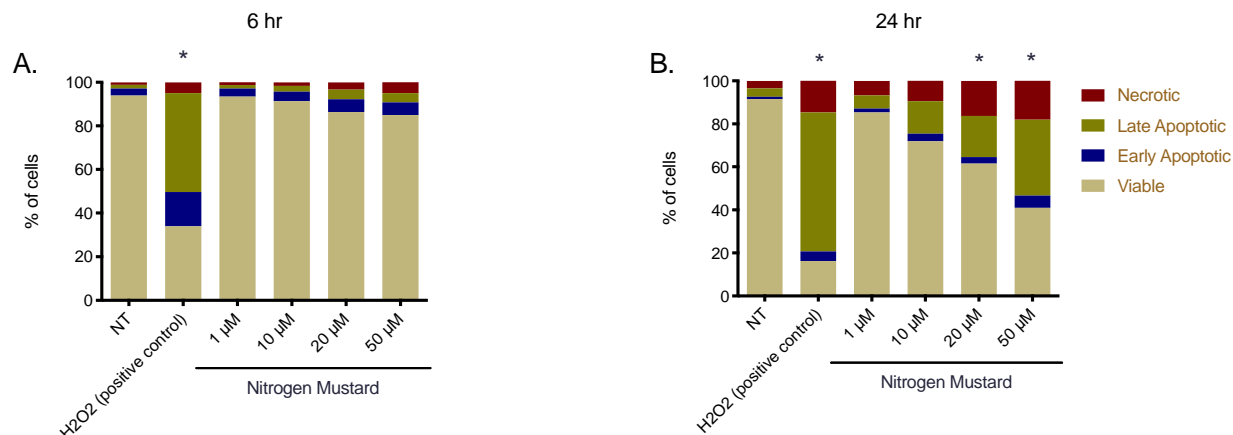 6 hr
24 hr
A.
*
B.
*
*
*
% of cells
100
80
60
40
20
0
NT
H2O2 (positive control)
1 µM
10 µM
20 µM
50 µM
Nitrogen Mustard
% of cells
100
80
60
40
20
0
NT
H2O2 (positive control)
1 µM
10 µM
20 µM
50 µM
Nitrogen Mustard
Necrotic
Late Apoptotic
Early Apoptotic
Viable